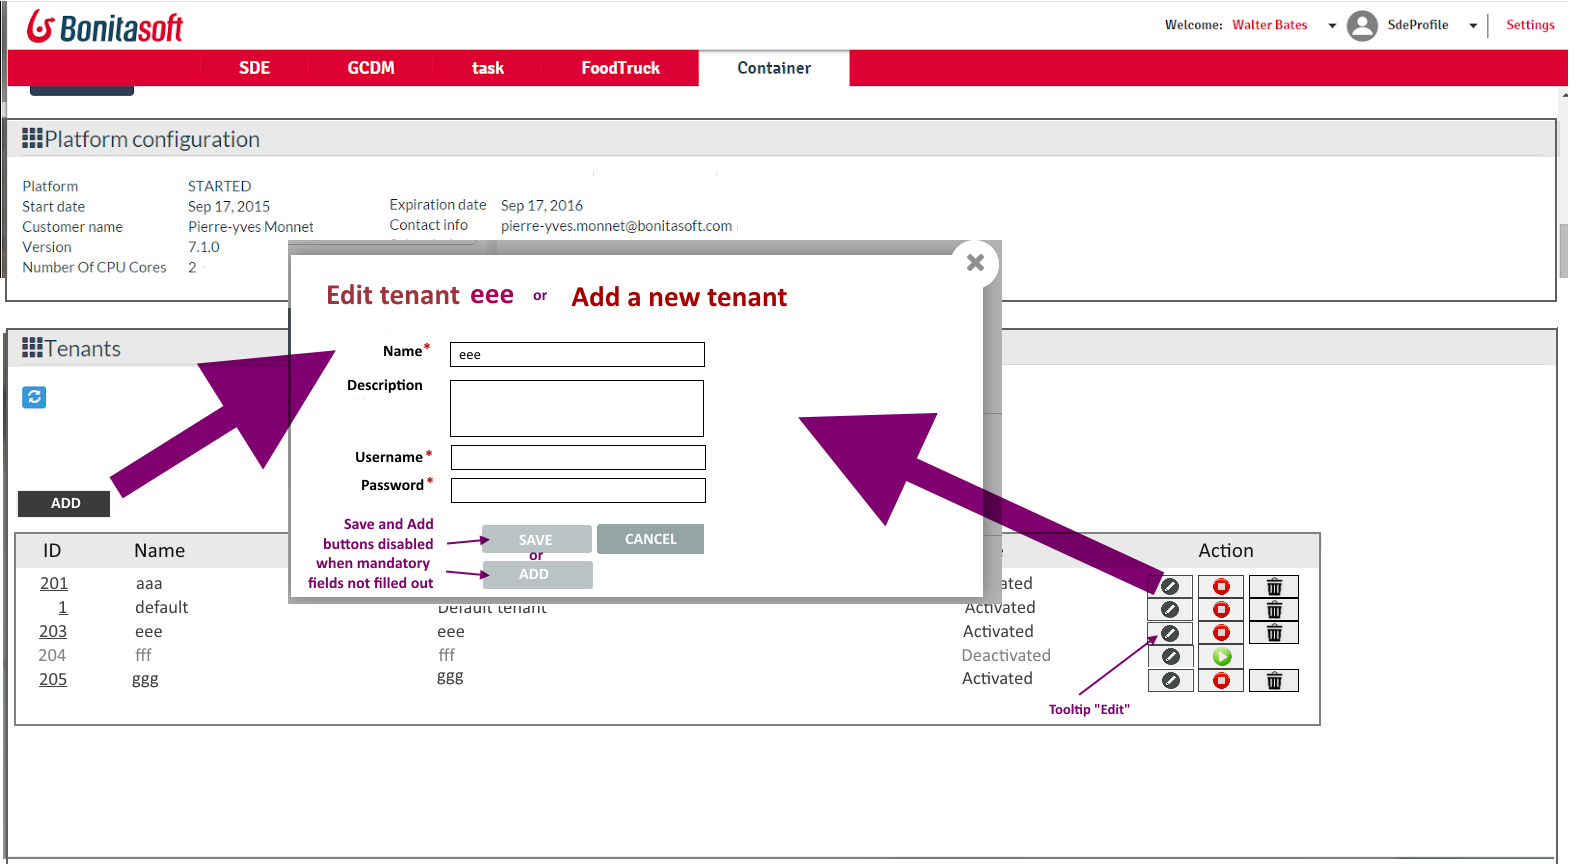 Bonitasoft
Welcome: Walter Bates
SdeProfile
Settings
SDE
GCDM
task
FoodTruck
Container
Platform configuration
Platform STARTED
Start date Sep 17, 2015
Customer name Pierre-yves Monnet
Version 7.1.0
Number Of CPU Cores 2
Expiration date Sep 17, 2016
Contact info pierre-yves.monnet@bonitasoft.com
Edit tenant eee or Add a new tenant
Name* eee
Description
Username*
Password*
Save and Add
buttons disabled
when mandatory
fields not filled out
SAVE
or
ADD
CANCEL
Tenants
ADD
ID Name Action
201 aaa
1 default Default tenant Activated
203 eee eee Activated
204 fff fff Deactivated
205 ggg ggg Activated
Tooltip "Edit"